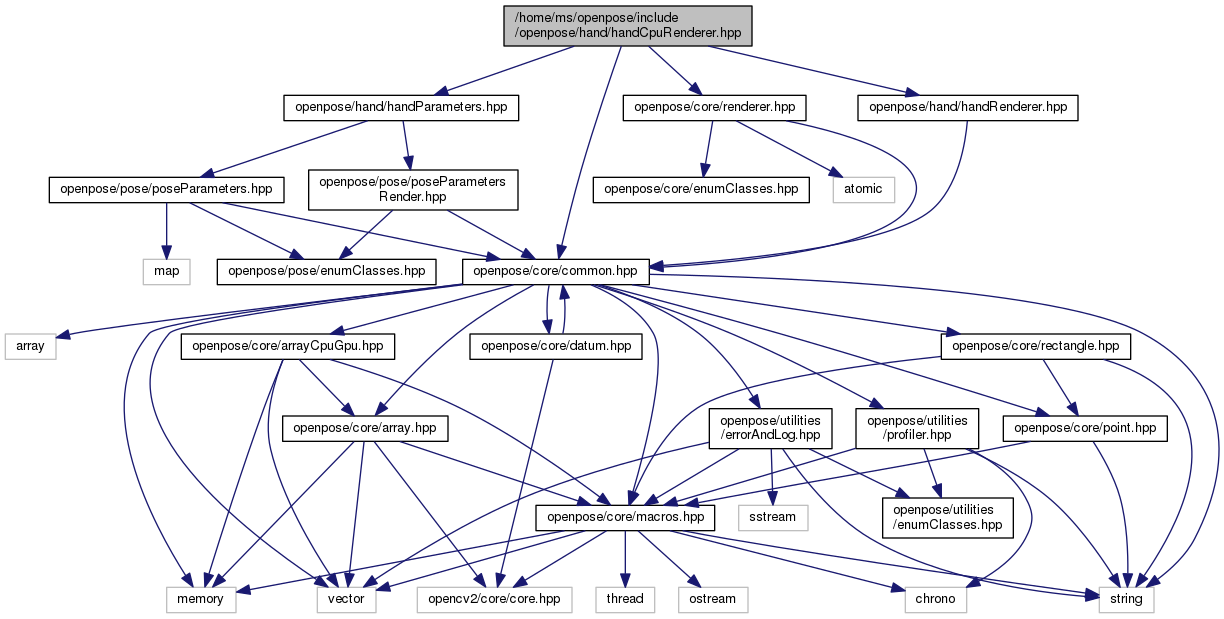 /home/ms/openpose/include
/openpose/hand/handCpuRenderer.hpp
openpose/hand/handParameters.hpp
openpose/core/renderer.hpp
openpose/hand/handRenderer.hpp
openpose/pose/poseParameters.hpp
openpose/pose/poseParameters
Render.hpp
openpose/core/enumClasses.hpp
atomic
map
openpose/pose/enumClasses.hpp
openpose/core/common.hpp
array
openpose/core/arrayCpuGpu.hpp
openpose/core/datum.hpp
openpose/core/rectangle.hpp
openpose/core/array.hpp
openpose/utilities
/errorAndLog.hpp
openpose/utilities
/profiler.hpp
openpose/core/point.hpp
openpose/core/macros.hpp
sstream
openpose/utilities
/enumClasses.hpp
memory
vector
opencv2/core/core.hpp
thread
ostream
chrono
string